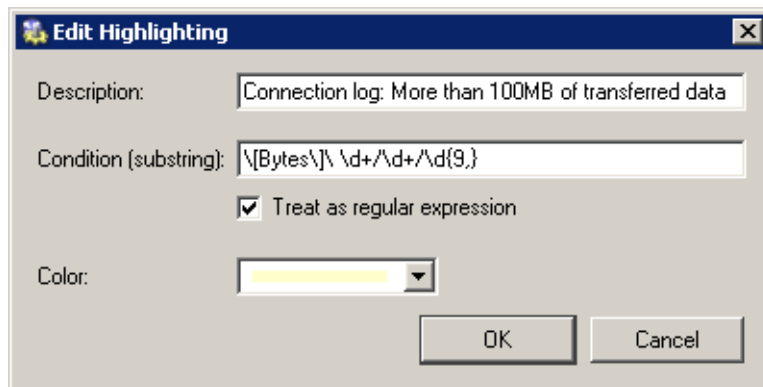 Edit Highlighting
Description: Connection log: More than 100MB of transferred data
Condition (substring): \[Bytes\]\ \d+/\d+/\d{9,}
Treat as regular expression
Color:
OK Cancel